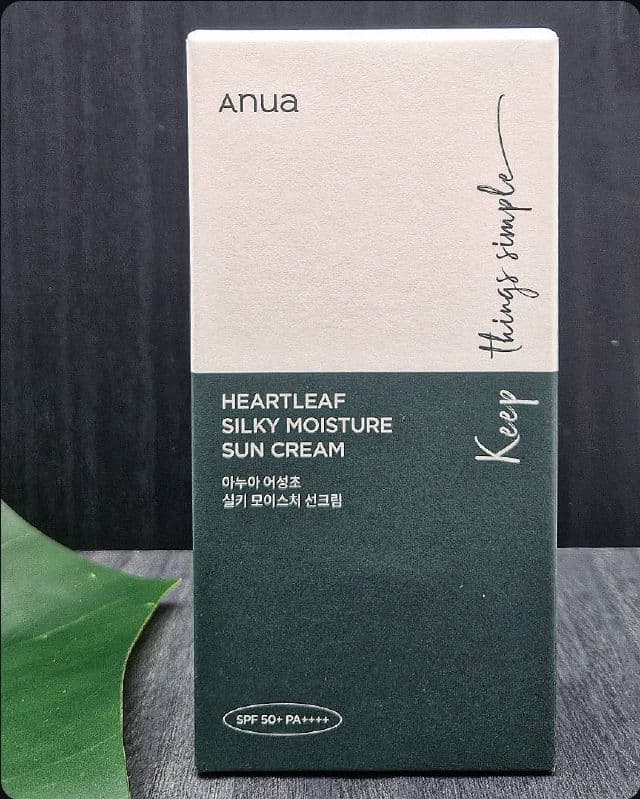 Anua
Keep things simple
HEARTLEAF
SILKY MOISTURE
SUN CREAM
아누아 어성초
실키 모이스처 선크림
SPF 50+ PA++++